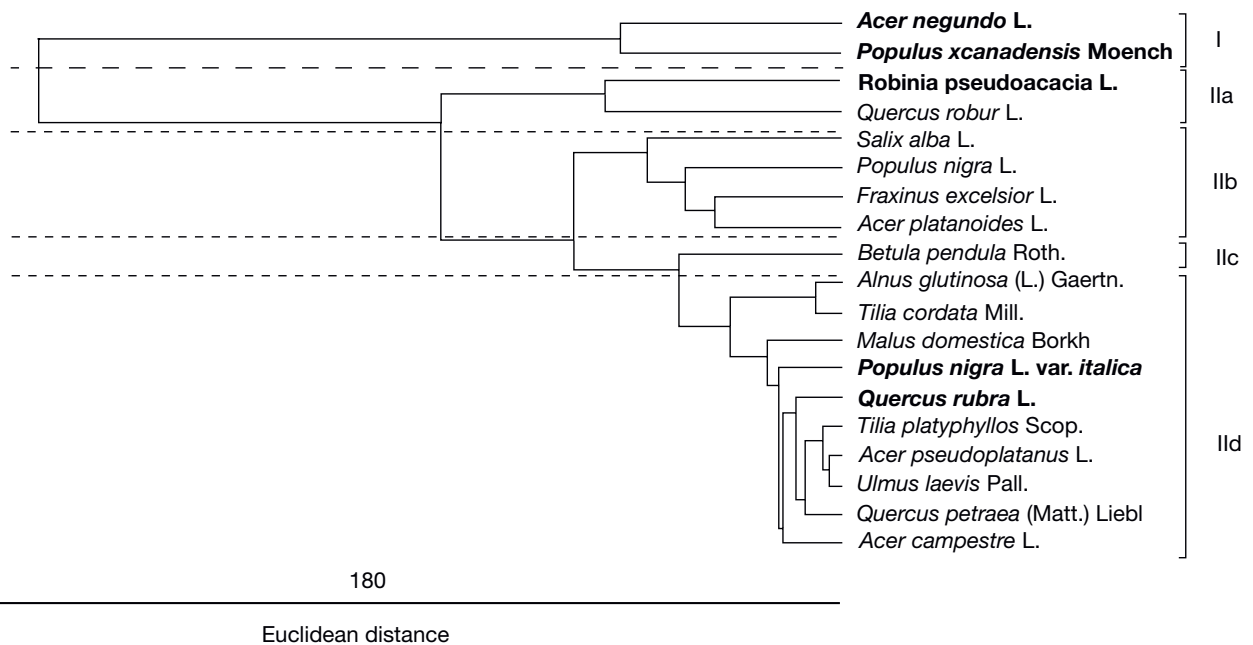 Acer negundo L.
Populus xcanadensis Moench
I
Robinia pseudoacacia L.
Quercus robur L.
IIa
Salix alba L.
Populus nigra L.
Fraxinus excelsior L.
Acer platanoides L.
IIb
Betula pendula Roth.
IIc
Alnus glutinosa (L.) Gaertn.
Tilia cordata Mill.
Malus domestica Borkh
Populus nigra L. var. italica
Quercus rubra L.
Tilia platyphyllos Scop.
Acer pseudoplatanus L.
Ulmus laevis Pall.
Quercus petraea (Matt.) Liebl
Acer campestre L.
IId
180
Euclidean distance